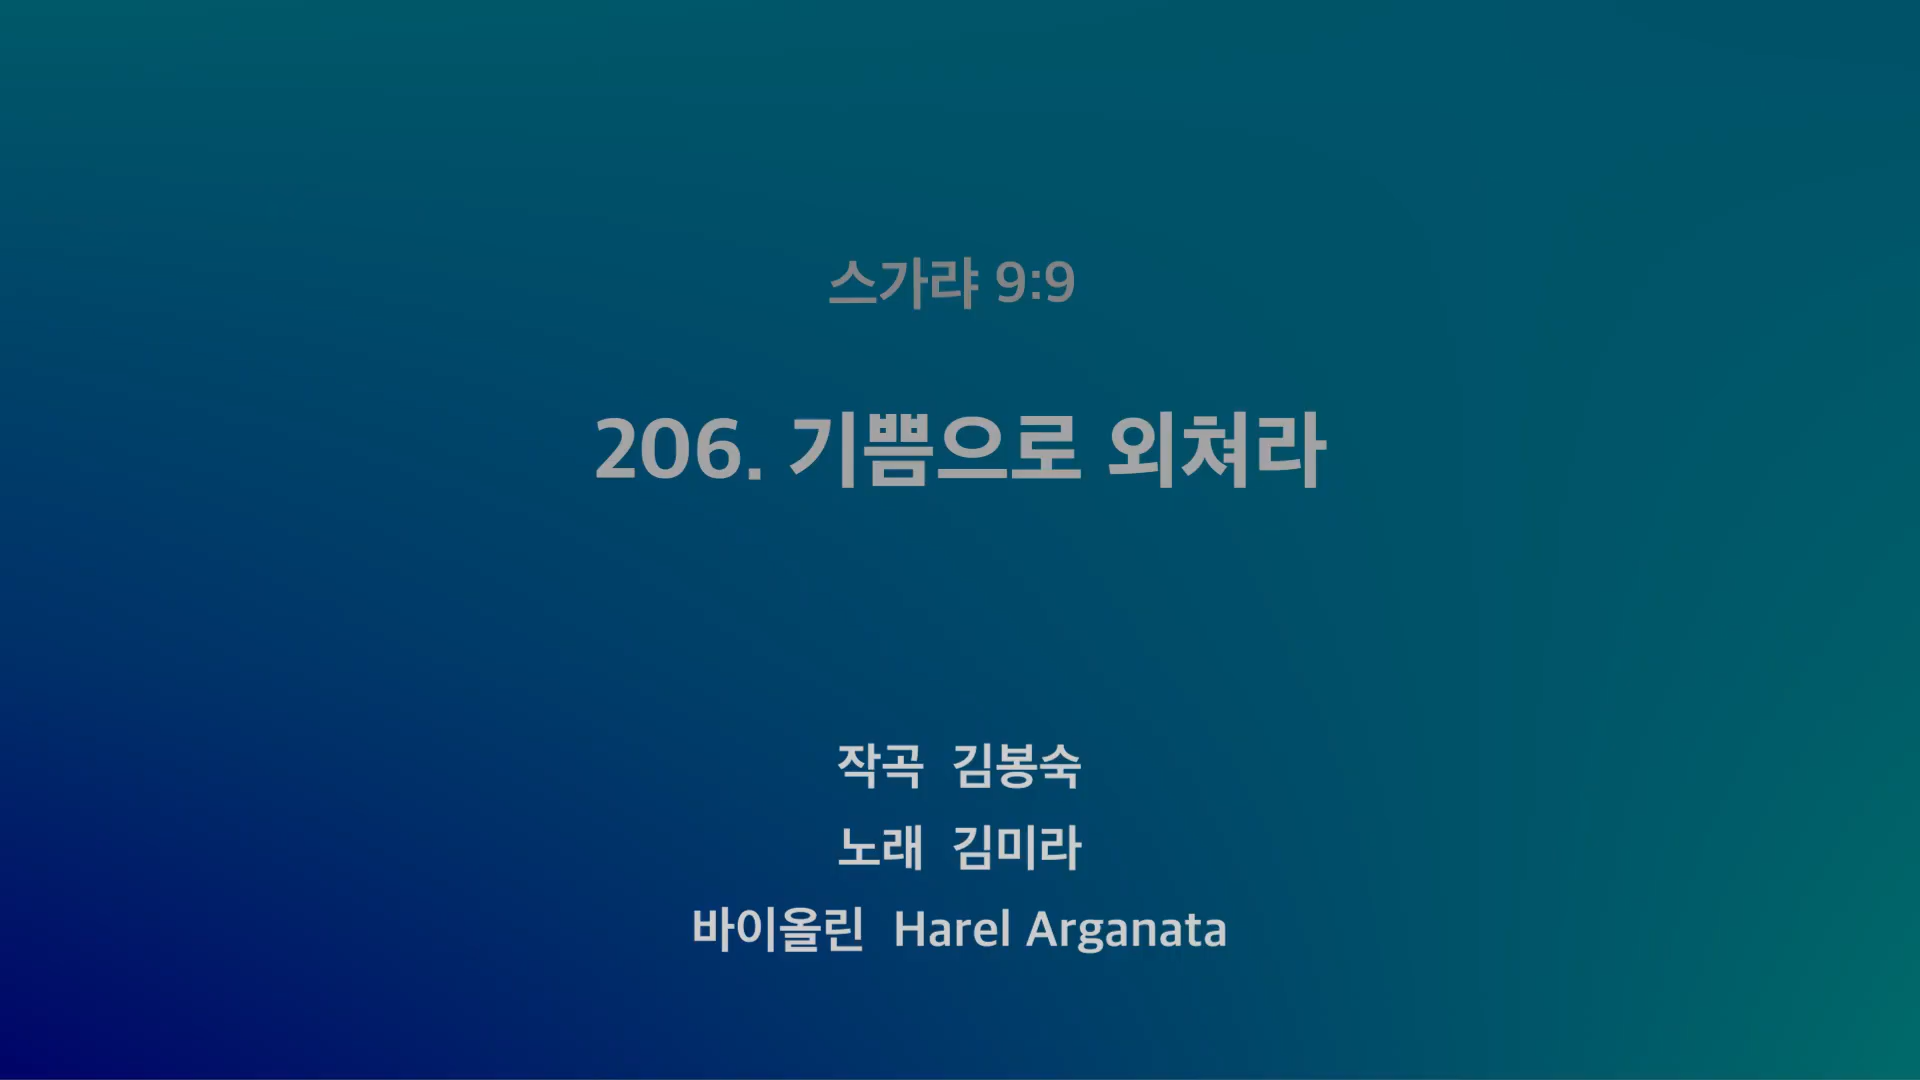 스가랴 9:9
206. 기쁨으로 외쳐라
작곡 김봉숙
노래 김미라
바이올린 Harel Arganata